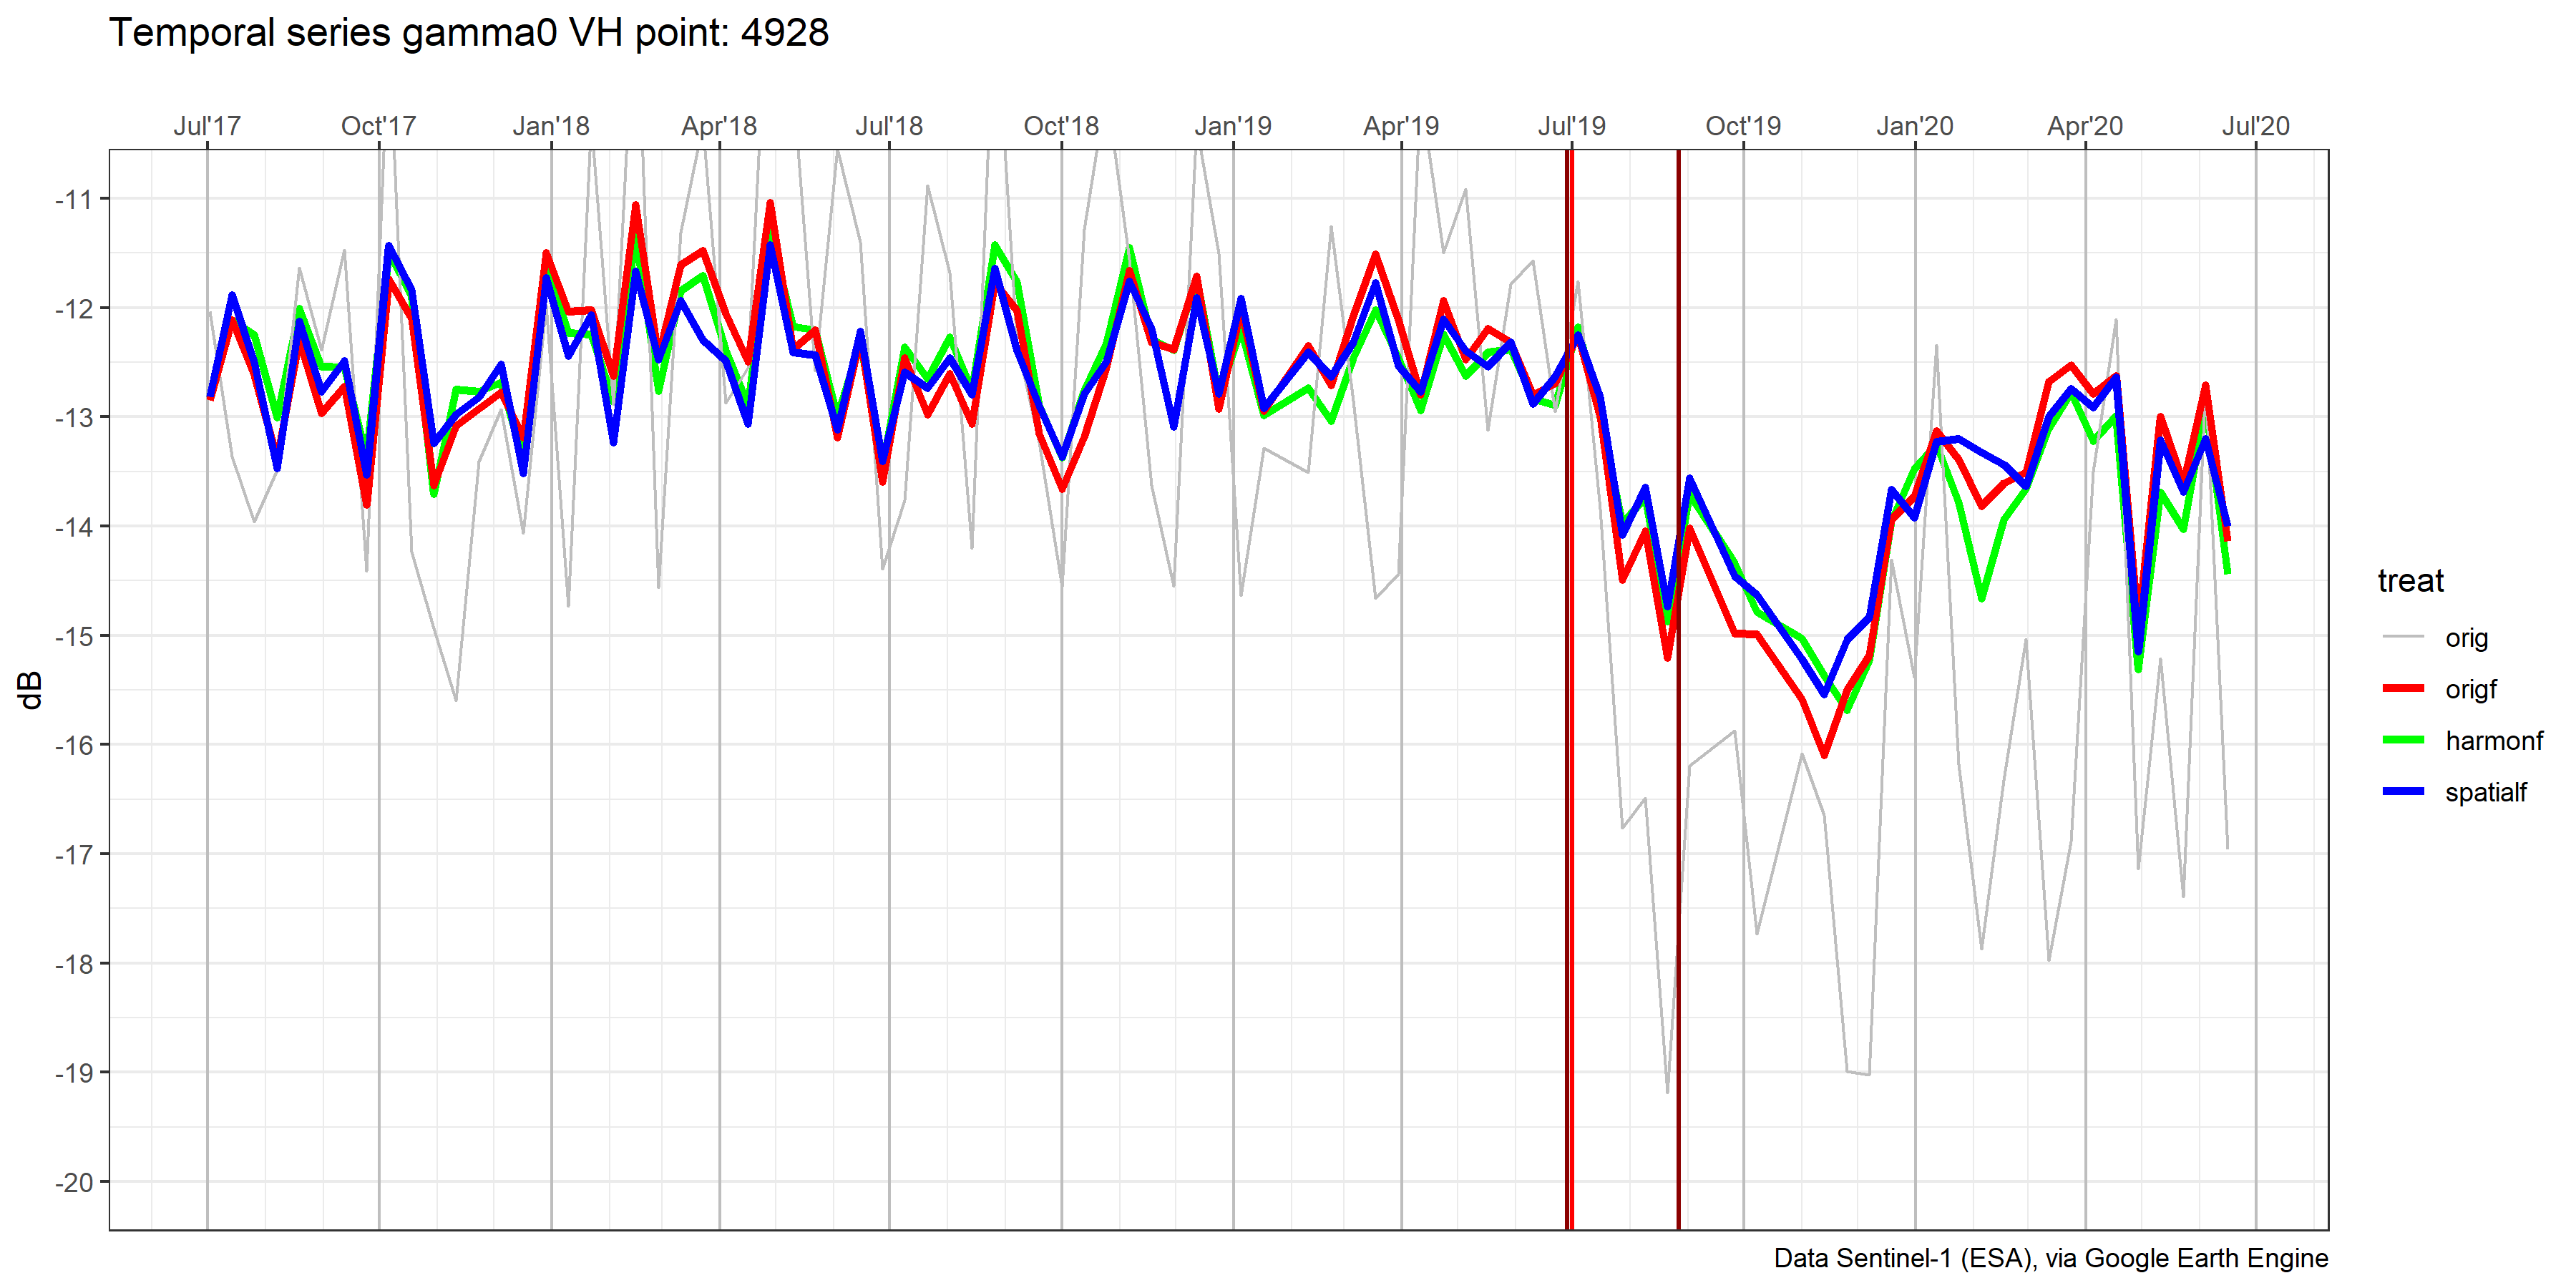 Temporal series gamma0 VH point: 4928
Jul'17 Oct'17 Jan'18 Apr'18 Jul'18 Oct'18 Jan'19 Apr'19 Jul'19 Oct'19 Jan'20 Apr'20 Jul'20
-11
-12
-13
-14
-15
-16
-17
-18
-19
-20
dB
treat
orig
origf
harmonf
spatialf
Data Sentinel-1 (ESA), via Google Earth Engine